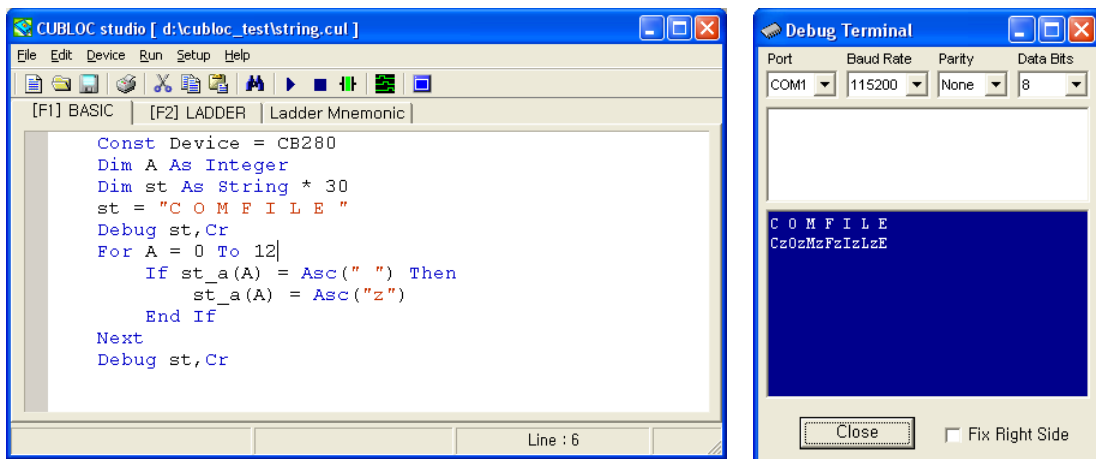 CUBLOC studio [ d:\cubloc_test\string.cul ]
File Edit Device Run Setup Help
[F1] BASIC [F2] LADDER Ladder Mnemonic
Const Device = CB280
Dim A As Integer
Dim st As String * 30
st = "C O M F I L E "
Debug st,Cr
For A = 0 To 12
If st_a(A) = Asc(" ") Then
st_a(A) = Asc("z")
End If
Next
Debug st,Cr
Line : 6
Debug Terminal
Port Baud Rate Parity Data Bits
COM1 115200 None 8
C O M F I L E
CzOzMzFzIzLzE
Close Fix Right Side